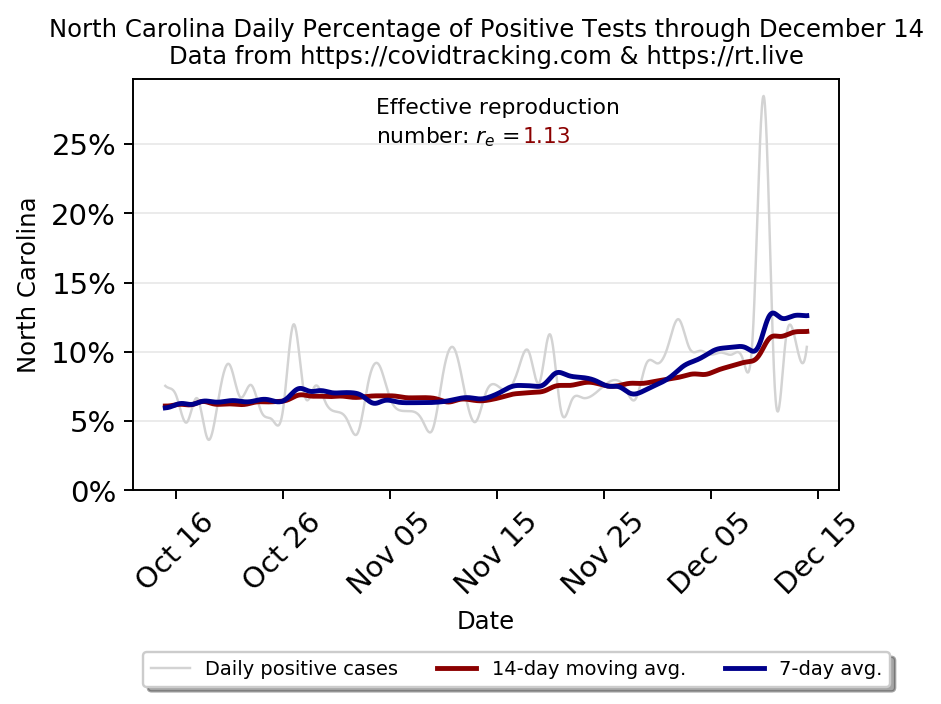 North Carolina Daily Percentage of Positive Tests through December 14
Data from https://covidtracking.com & https://rt.live
Effective reproduction
number: rₑ =1.13
North Carolina
25%
20%
15%
10%
5%
0%
Oct 16
Oct 26
Nov 05
Nov 15
Nov 25
Dec 05
Dec 15
Date
Daily positive cases
14-day moving avg.
7-day avg.